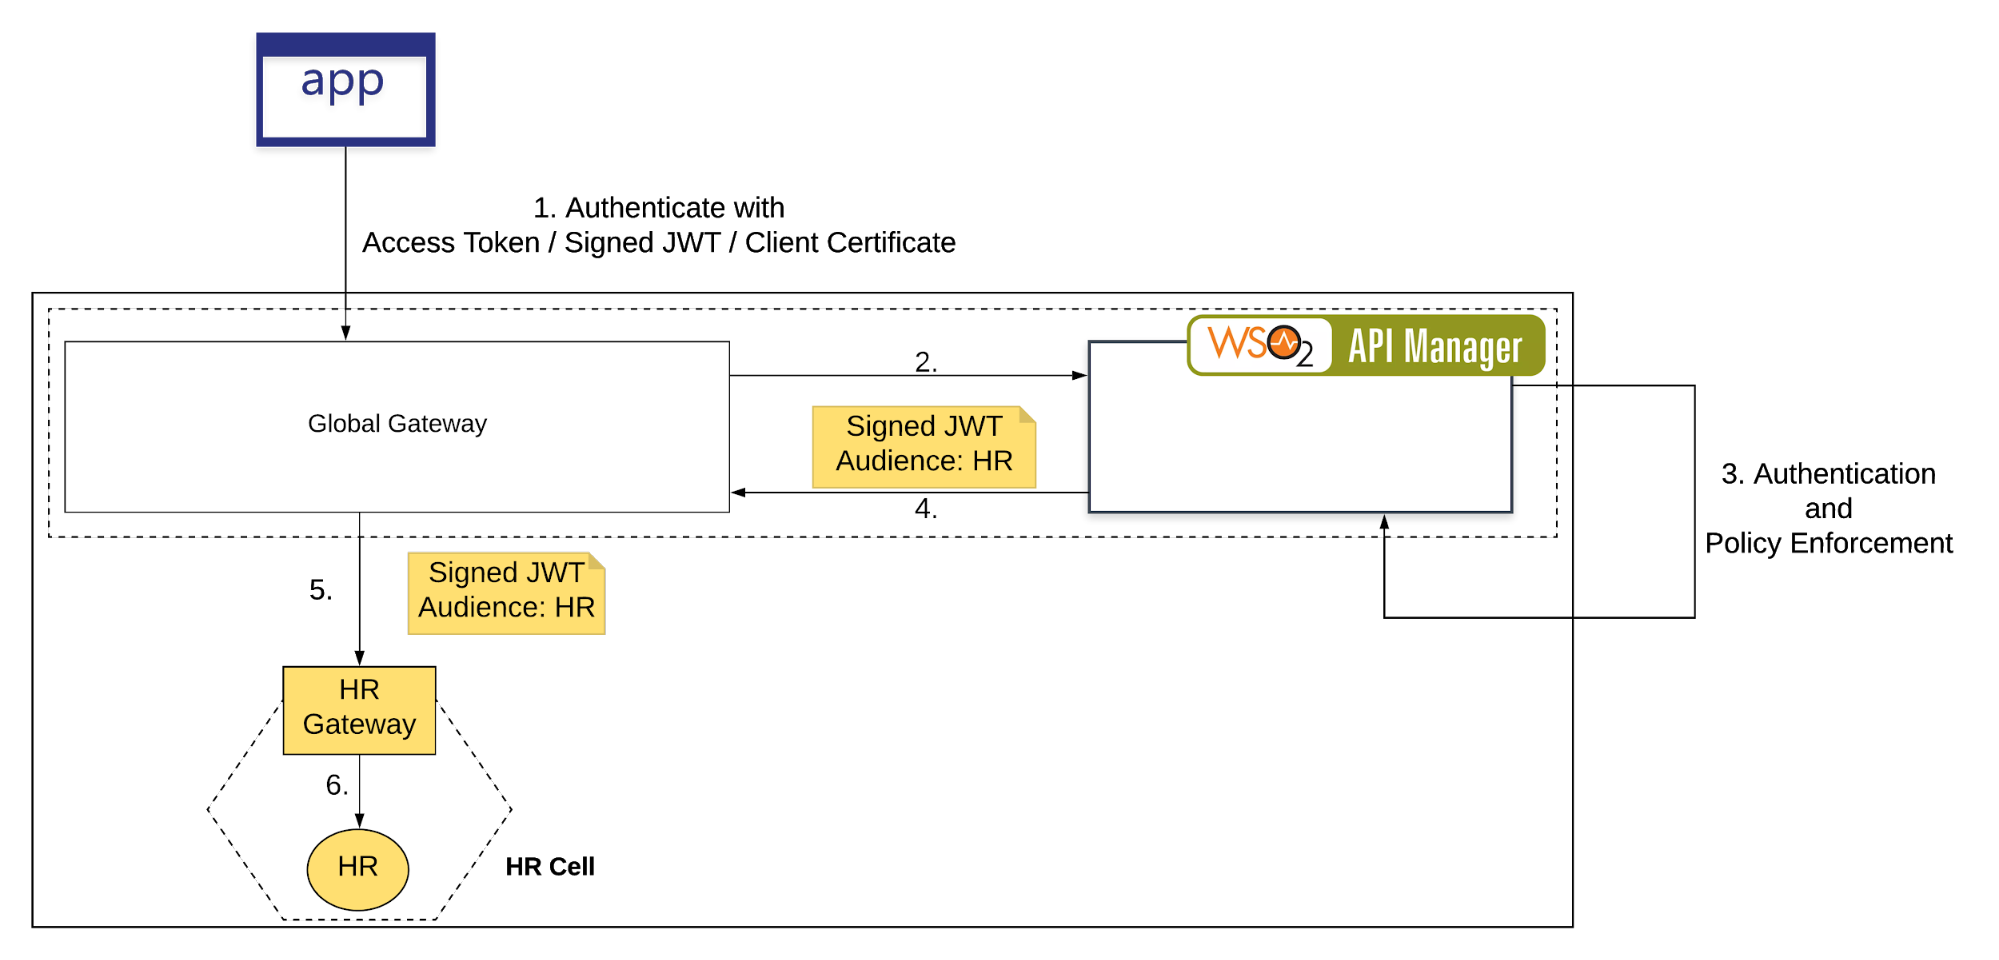 app
1. Authenticate with
Access Token / Signed JWT / Client Certificate
WSO2 API Manager
2.
Global Gateway
Signed JWT
Audience: HR
4.
3. Authentication
and
Policy Enforcement
5.
Signed JWT
Audience: HR
HR
Gateway
6.
HR
HR Cell